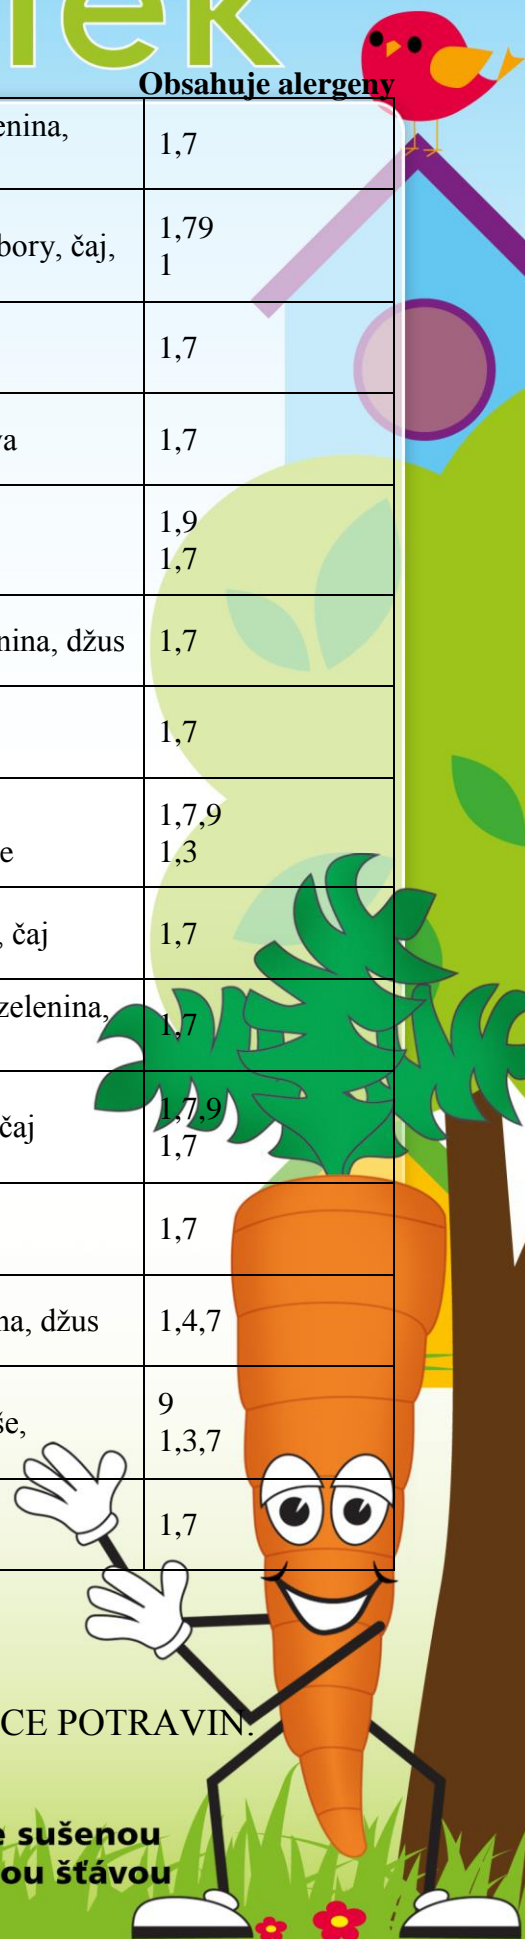 Obsahuje alergeny
enina, 1,7
bory, čaj, 1,79
1
1,7
va 1,7
1,9
1,7
nina, džus 1,7
1,7
1,7,9
e 1,3
, čaj 1,7
zelenina, 1,7
čaj 1,7,9
1,7
1,7
na, džus 1,4,7
še, 9
1,3,7
1,7
CE POTRAVIN.
e sušenou
ou šťávou